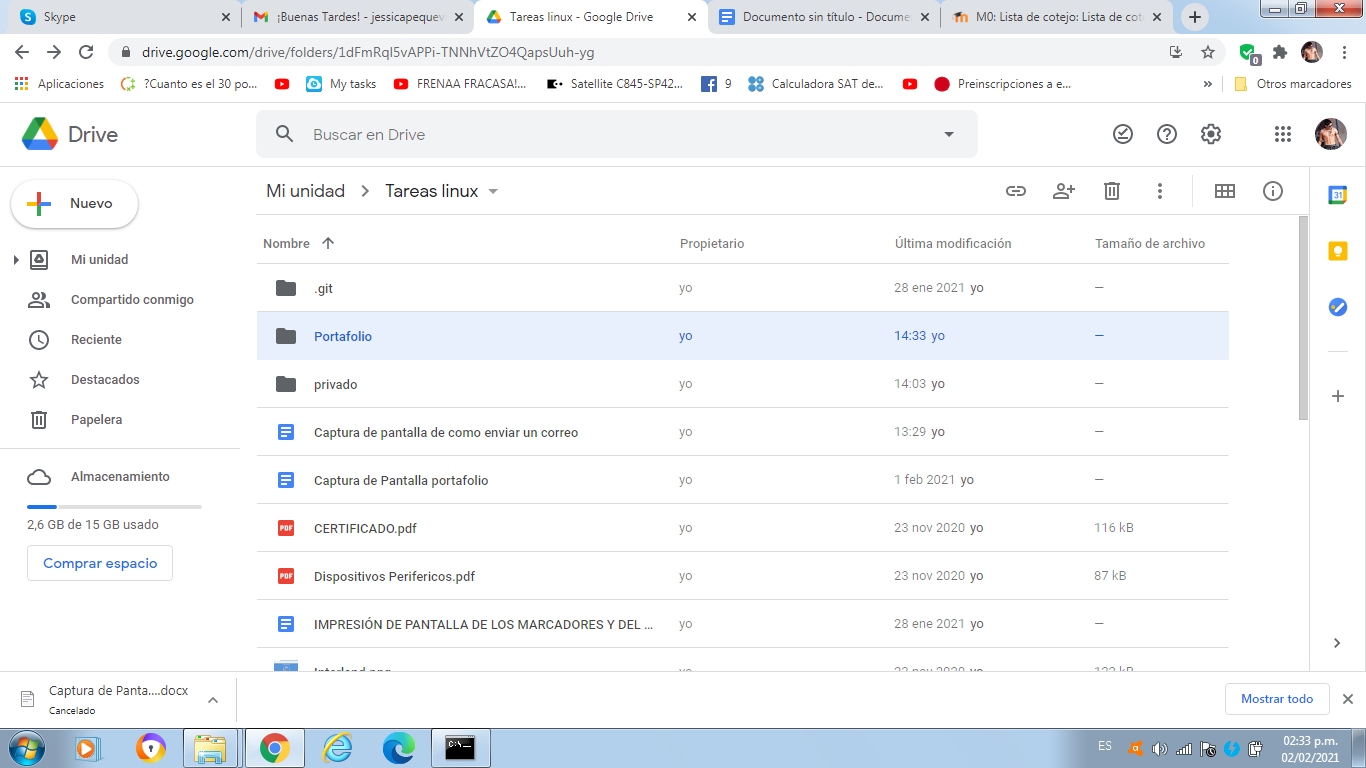 Skype
¡Buenas Tardes! - jessicapequev
Tareas linux - Google Drive
Documento sin título - Docume
M0: Lista de cotejo: Lista de cot
drive.google.com/drive/folders/1dFmRqI5vAPPi-TNNhVtZO4QapsUuh-yg
0
Aplicaciones
?Cuanto es el 30 po...
My tasks
FRENAA FRACASA!...
Satellite C845-SP42...
9
Calculadora SAT de...
Preinscripciones a e...
»
Otros marcadores
Drive
Buscar en Drive
Nuevo
Mi unidad
Compartido conmigo
Reciente
Destacados
Papelera
Almacenamiento
2,6 GB de 15 GB usado
Comprar espacio
Mi unidad > Tareas linux
Nombre Propietario Última modificación Tamaño de archivo
.git yo 28 ene 2021 yo —
Portafolio yo 14:33 yo —
privado yo 14:03 yo —
Captura de pantalla de como enviar un correo yo 13:29 yo —
Captura de Pantalla portafolio yo 1 feb 2021 yo —
PDF CERTIFICADO.pdf yo 23 nov 2020 yo 116 kB
PDF Dispositivos Perifericos.pdf yo 23 nov 2020 yo 87 kB
IMPRESIÓN DE PANTALLA DE LOS MARCADORES Y DEL ... yo 28 ene 2021 yo —
31
Captura de Panta....docx
Cancelado
Mostrar todo
ES
02:33 p.m.
02/02/2021